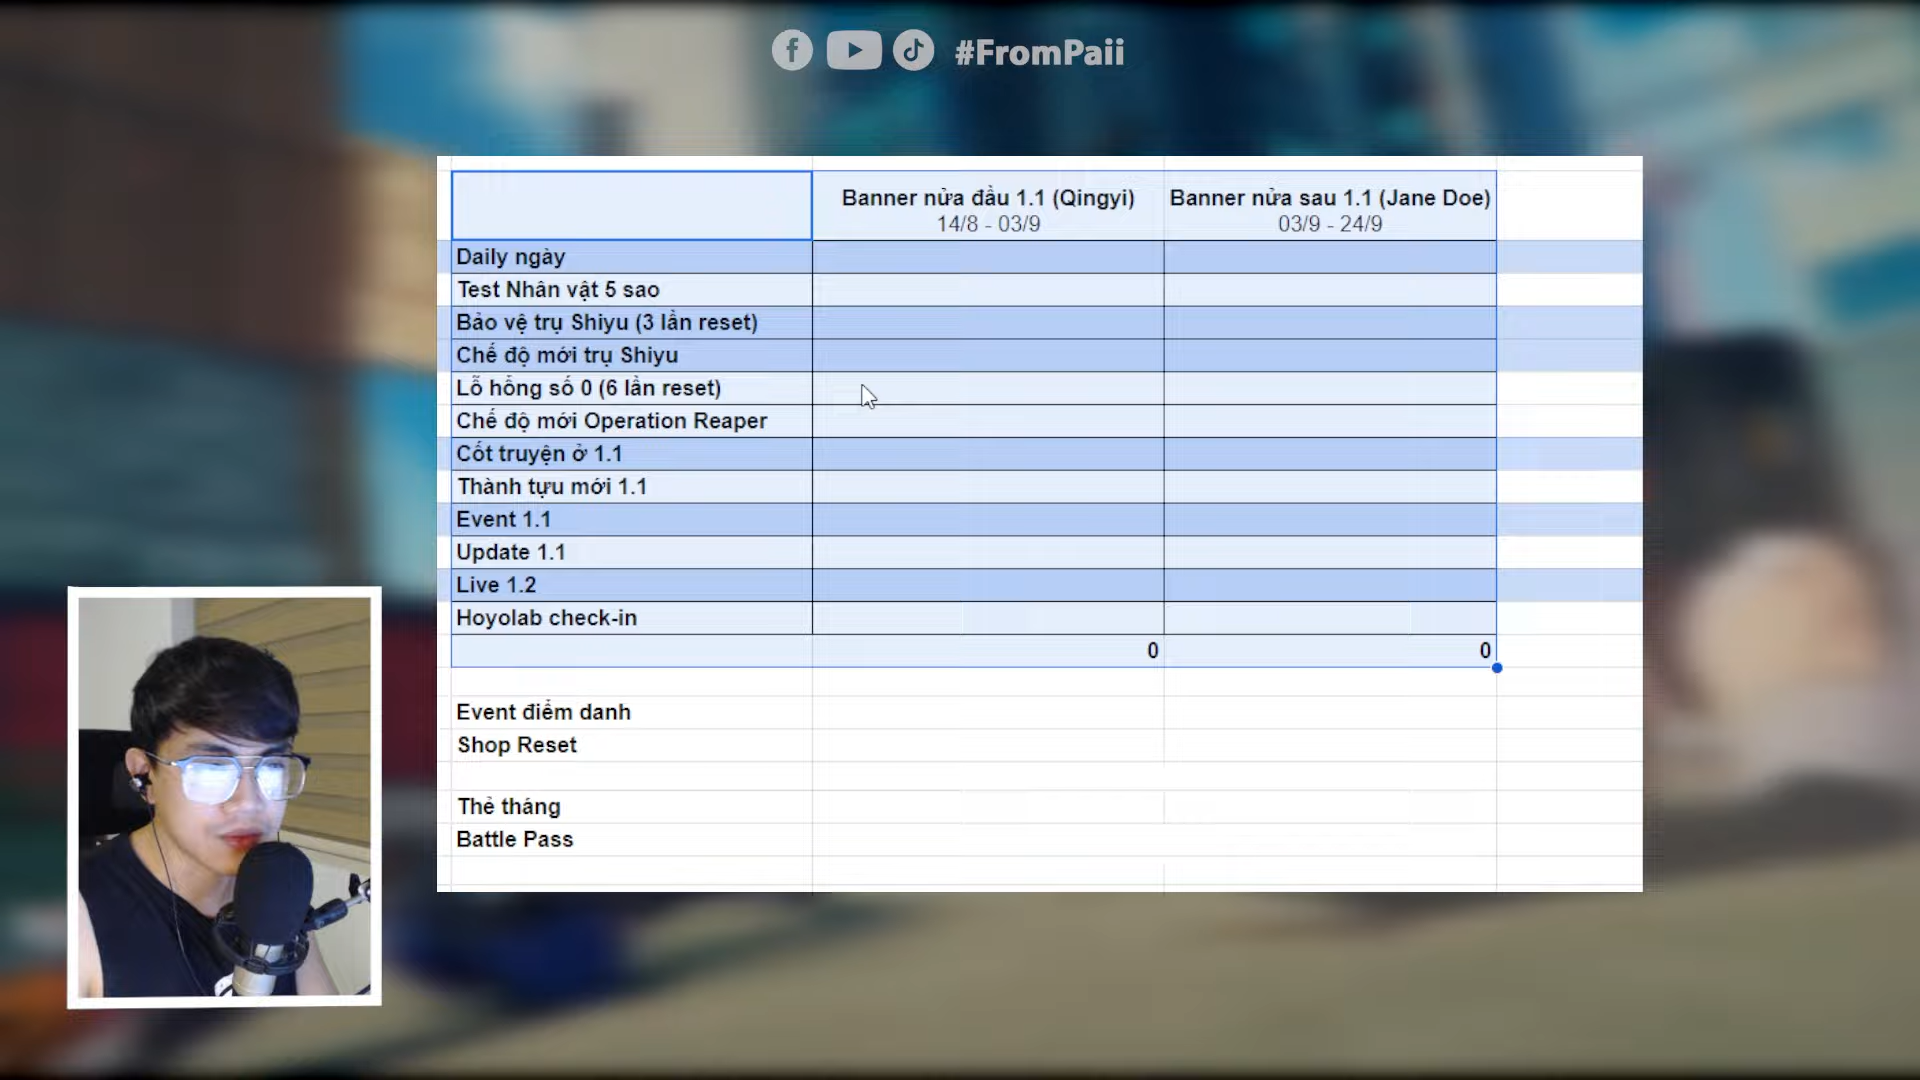 #FromPaii
Banner nửa đầu 1.1 (Qingyi)
14/8 - 03/9
Banner nửa sau 1.1 (Jane Doe)
03/9 - 24/9
Daily ngày
Test Nhân vật 5 sao
Bảo vệ trụ Shiyu (3 lần reset)
Chế độ mới trụ Shiyu
Lỗ hổng số 0 (6 lần reset)
Chế độ mới Operation Reaper
Cốt truyện ở 1.1
Thành tựu mới 1.1
Event 1.1
Update 1.1
Live 1.2
Hoyolab check-in
0 0
Event điểm danh
Shop Reset
Thẻ tháng
Battle Pass